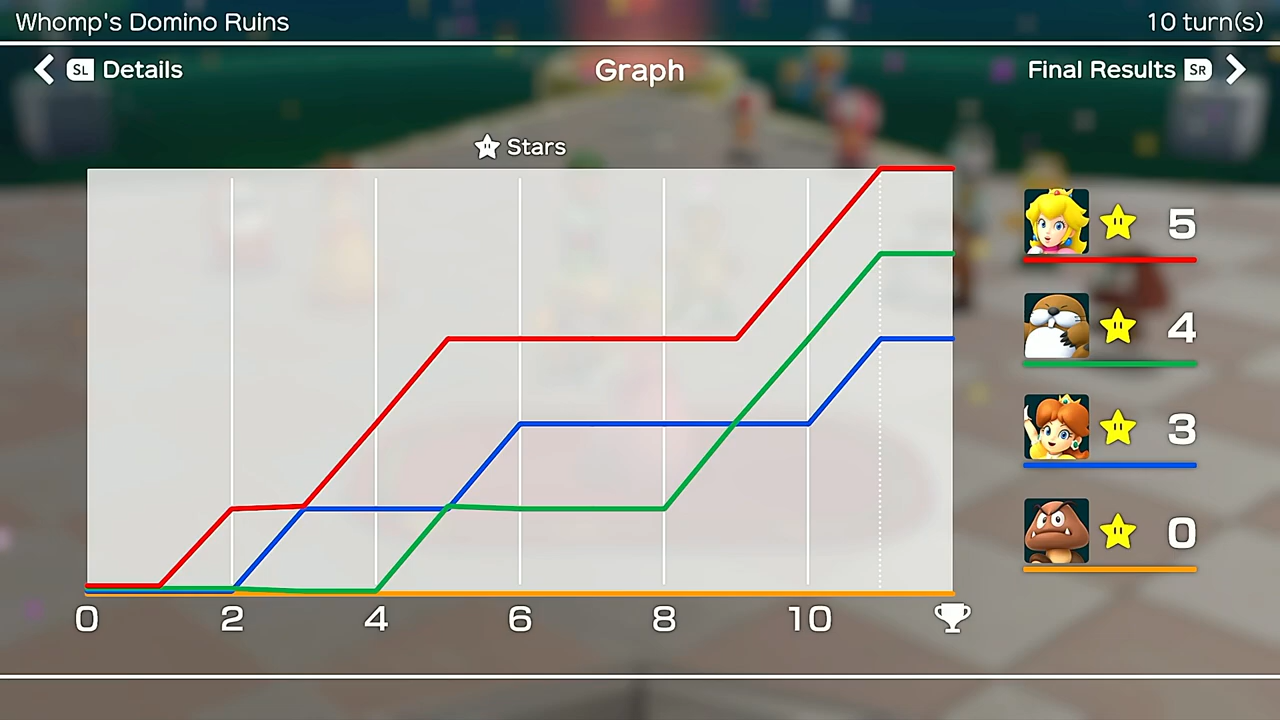 Whomp's Domino Ruins
10 turn(s)
SL Details
Graph
Final Results SR
Stars
5
4
3
0
0 2 4 6 8 10